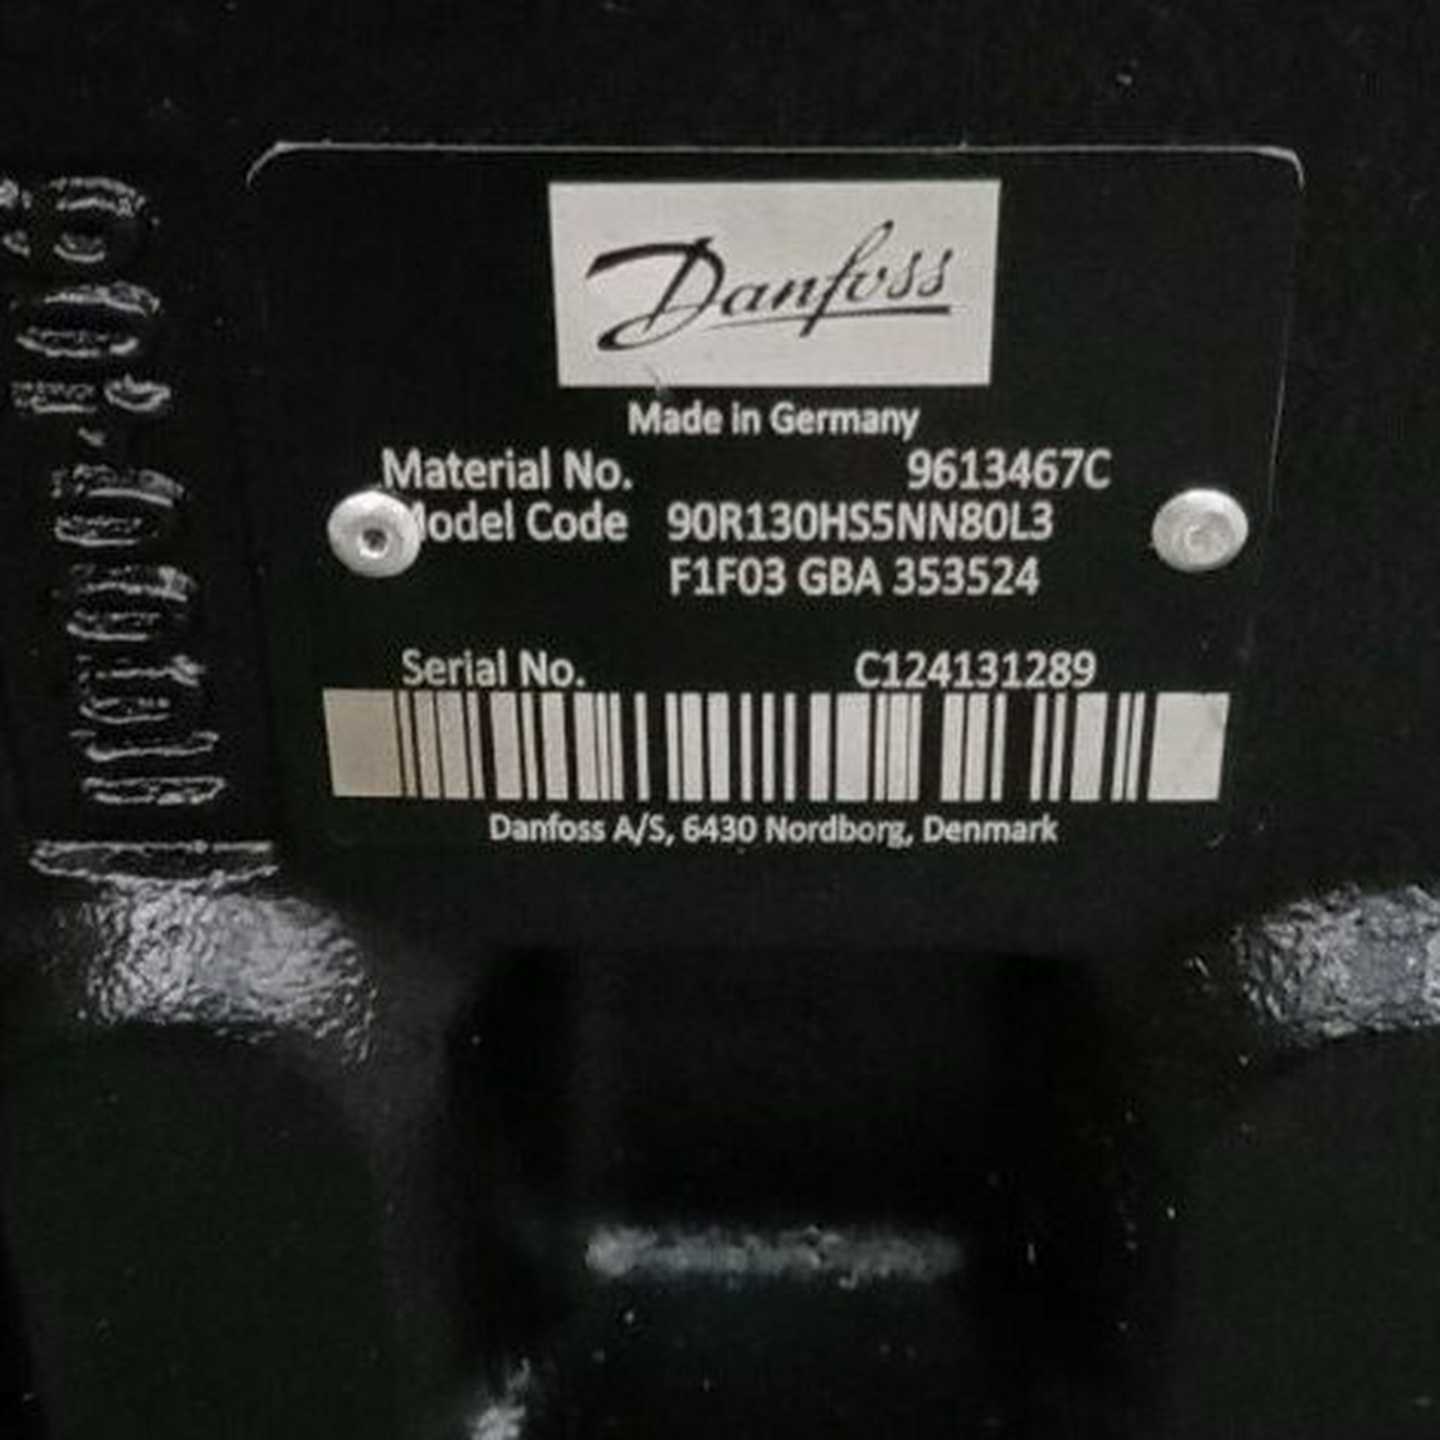 Danfoss
Made in Germany
Material No. 9613467C
Model Code 90R130HS5NN80L3
F1F03 GBA 353524
Serial No. C124131289
Danfoss A/S, 6430 Nordborg, Denmark